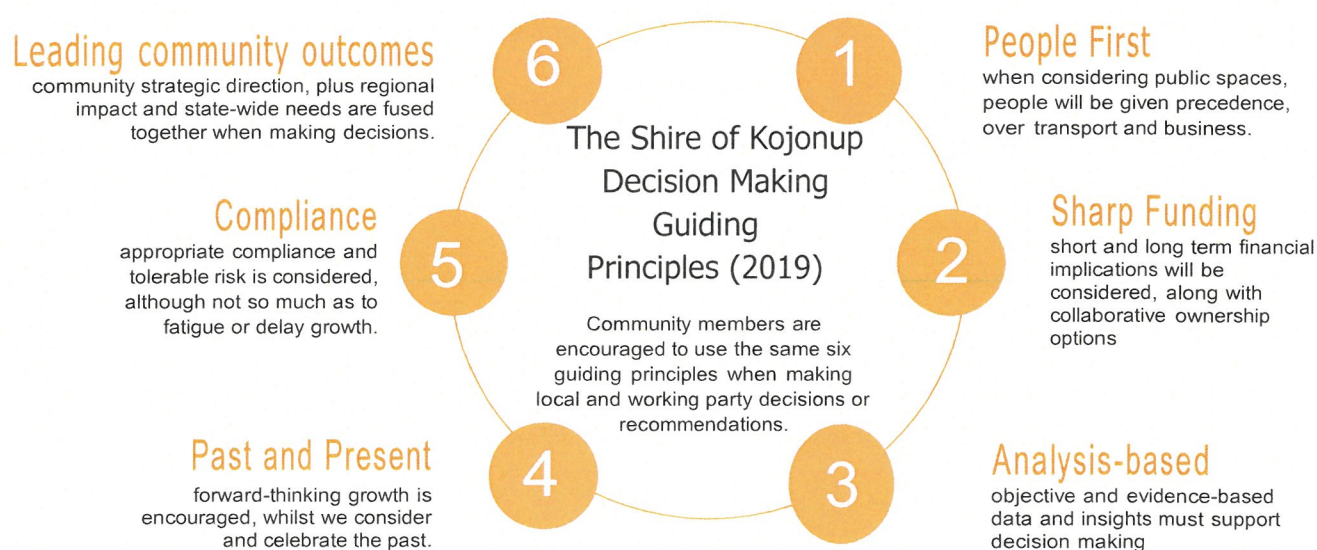 The Shire of Kojonup
Decision Making
Guiding
Principles (2019)
Community members are
encouraged to use the same six
guiding principles when making
local and working party decisions or
recommendations.
1
People First
when considering public spaces,
people will be given precedence,
over transport and business.
2
Sharp Funding
short and long term financial
implications will be
considered, along with
collaborative ownership
options
3
Analysis-based
objective and evidence-based
data and insights must support
decision making
4
Past and Present
forward-thinking growth is
encouraged, whilst we consider
and celebrate the past.
5
Compliance
appropriate compliance and
tolerable risk is considered,
although not so much as to
fatigue or delay growth.
6
Leading community outcomes
community strategic direction, plus regional
impact and state-wide needs are fused
together when making decisions.